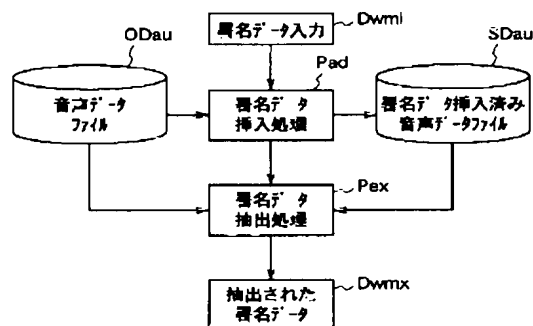 ODau
Dwmi
SDau
署名データ入力
Pad
音声データ
ファイル
署名データ
挿入処理
署名データ挿入済み
音声データファイル
Pex
署名データ
抽出処理
Dwmx
抽出された
署名データ